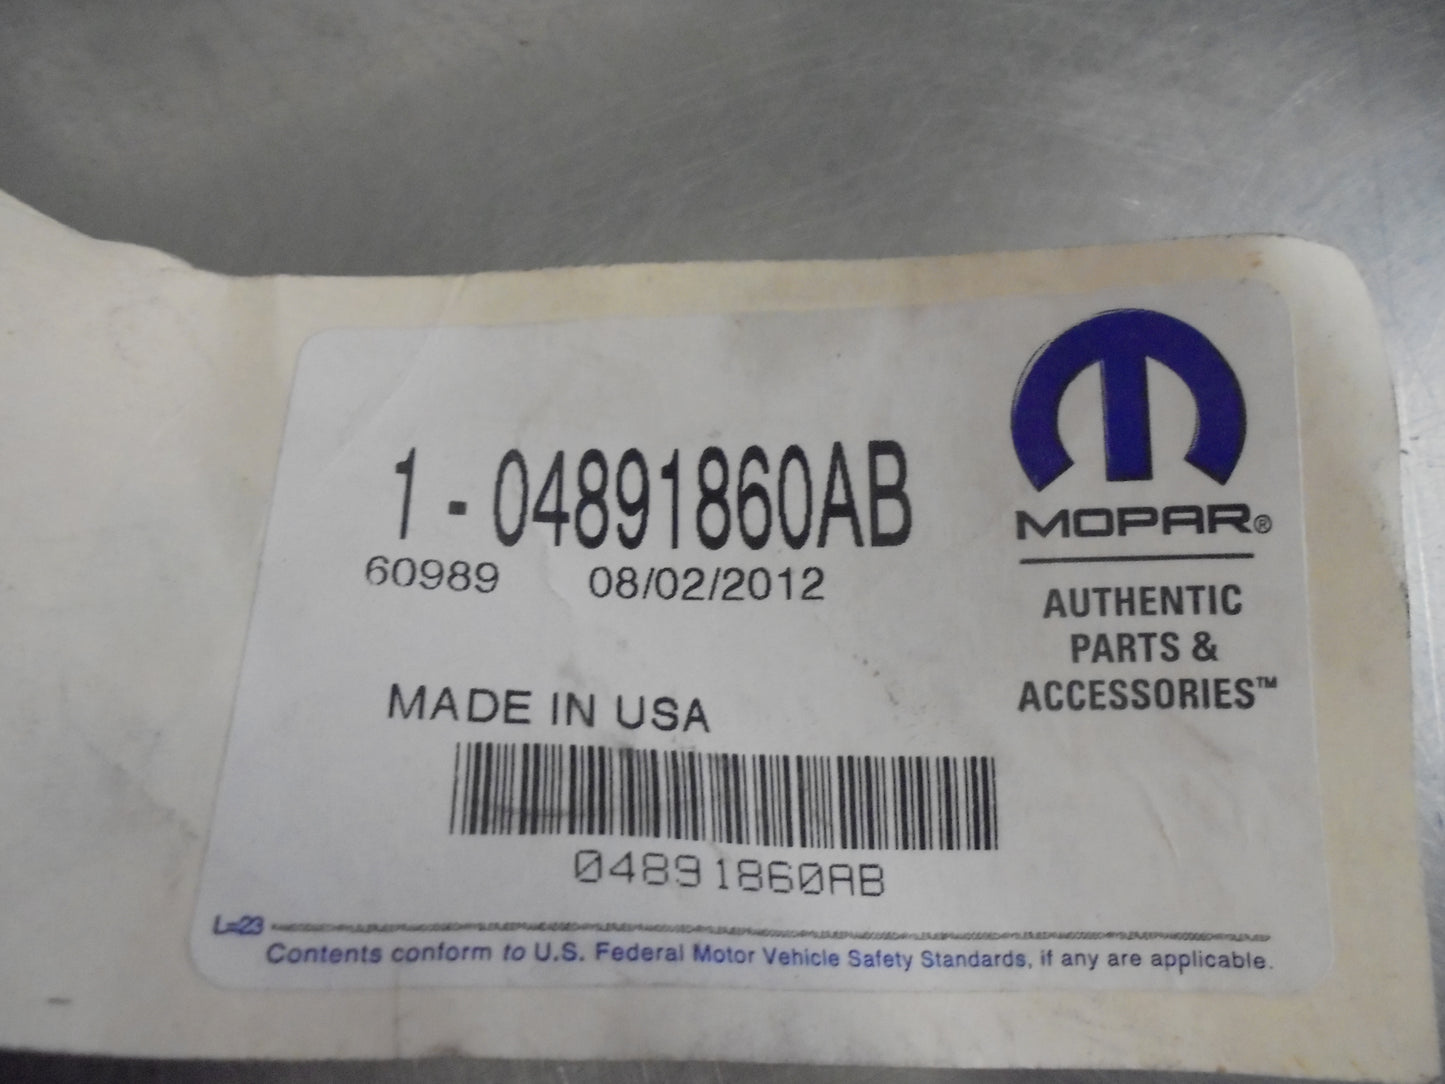 1 - 04891860AB
60989 08/02/2012
MADE IN USA
04891860AB
MOPAR®
AUTHENTIC
PARTS &
ACCESSORIES™
L=23
Contents conform to U.S. Federal Motor Vehicle Safety Standards, if any are applicable.